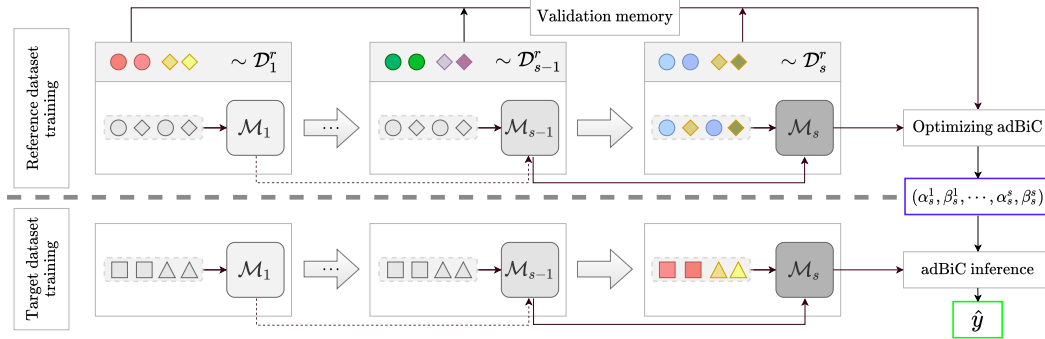 Validation memory
Reference dataset
training
∼ 𝒟₁ʳ
∼ 𝒟ₛ₋₁ʳ
∼ 𝒟ₛʳ
ℳ₁
...
ℳₛ₋₁
ℳₛ
Optimizing adBiC
(αₛ¹, βₛ¹, ⋯, αₛˢ, βₛˢ)
Target dataset
training
ℳ₁
...
ℳₛ₋₁
ℳₛ
adBiC inference
ŷ